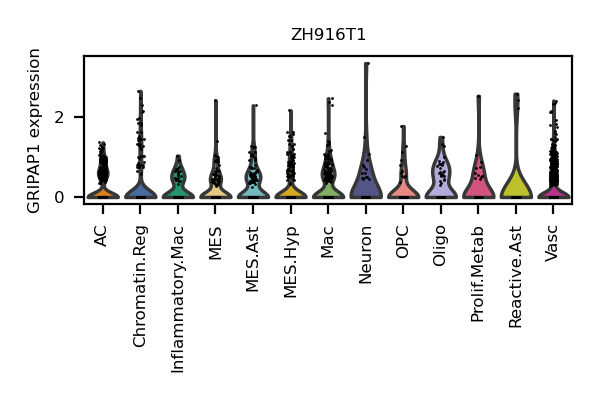 ZH916T1
GRIPAP1 expression
2
0
AC
Chromatin.Reg
Inflammatory.Mac
MES
MES.Ast
MES.Hyp
Mac
Neuron
OPC
Oligo
Prolif.Metab
Reactive.Ast
Vasc